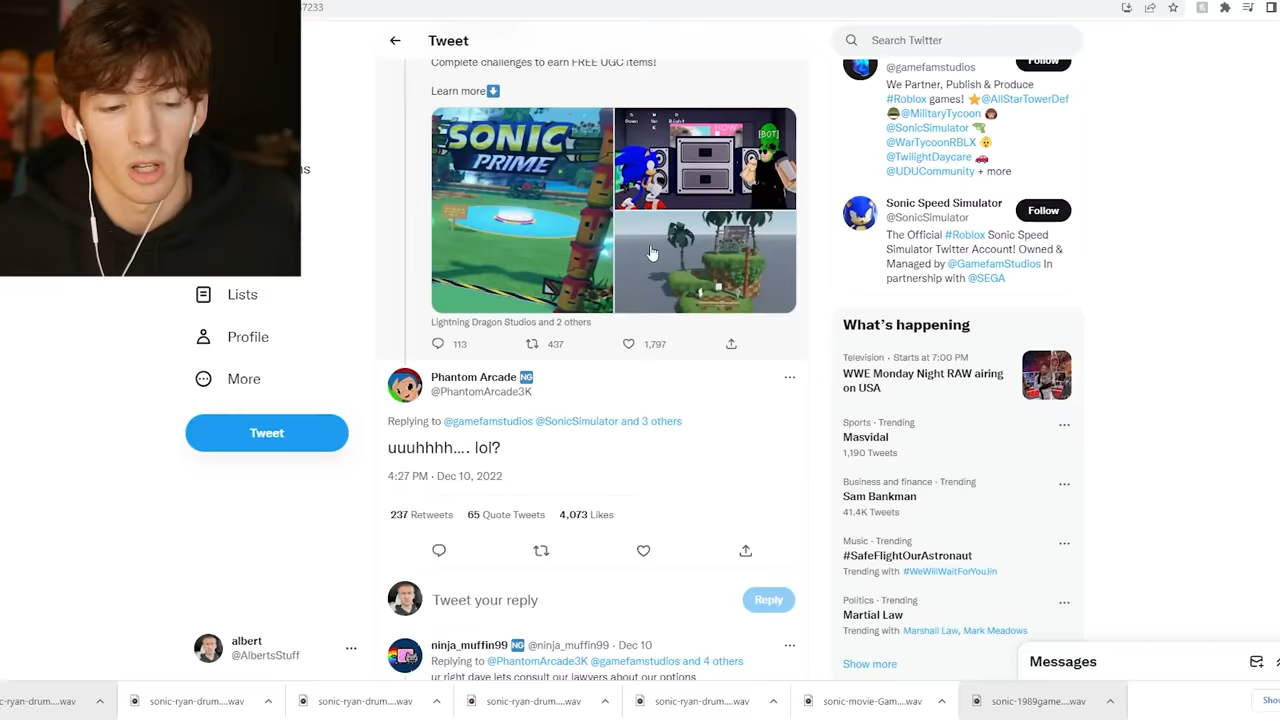 37233
Tweet
Search Twitter
Complete challenges to earn FREE UGC items!
Learn more
SONIC
PRIME
[BOT]
Lightning Dragon Studios and 2 others
113
437
1,797
Phantom Arcade NG
@PhantomArcade3K
Replying to @gamefamstudios @SonicSimulator and 3 others
uuuhhhh.... lol?
4:27 PM · Dec 10, 2022
237 Retweets 65 Quote Tweets 4,073 Likes
Tweet your reply
Reply
ninja_muffin99 NG @ninja_muffin99 · Dec 10
Replying to @PhantomArcade3K @gamefamstudios and 4 others
ur right dave lets consult our lawyers about our options
Lists
Profile
More
Tweet
albert
@AlbertsStuff
@gamefamstudios
Follow
We Partner, Publish & Produce
#Roblox games! @AllStarTowerDef
@MilitaryTycoon
@SonicSimulator
@WarTycoonRBLX
@TwilightDaycare
@UDUCommunity + more
Sonic Speed Simulator
@SonicSimulator
Follow
The Official #Roblox Sonic Speed
Simulator Twitter Account! Owned &
Managed by @GamefamStudios In
partnership with @SEGA
What's happening
Television · Starts at 7:00 PM
WWE Monday Night RAW airing
on USA
Sports · Trending
Masvidal
1,190 Tweets
Business and finance · Trending
Sam Bankman
41.4K Tweets
Music · Trending
#SafeFlightOurAstronaut
Trending with #WeWillWaitForYouJin
Politics · Trending
Martial Law
Trending with Marshall Law, Mark Meadows
Show more
Messages
c-ryan-drum....wav
sonic-ryan-drum....wav
sonic-ryan-drum....wav
sonic-ryan-drum....wav
sonic-ryan-drum....wav
sonic-movie-Gam....wav
sonic-1989game....wav